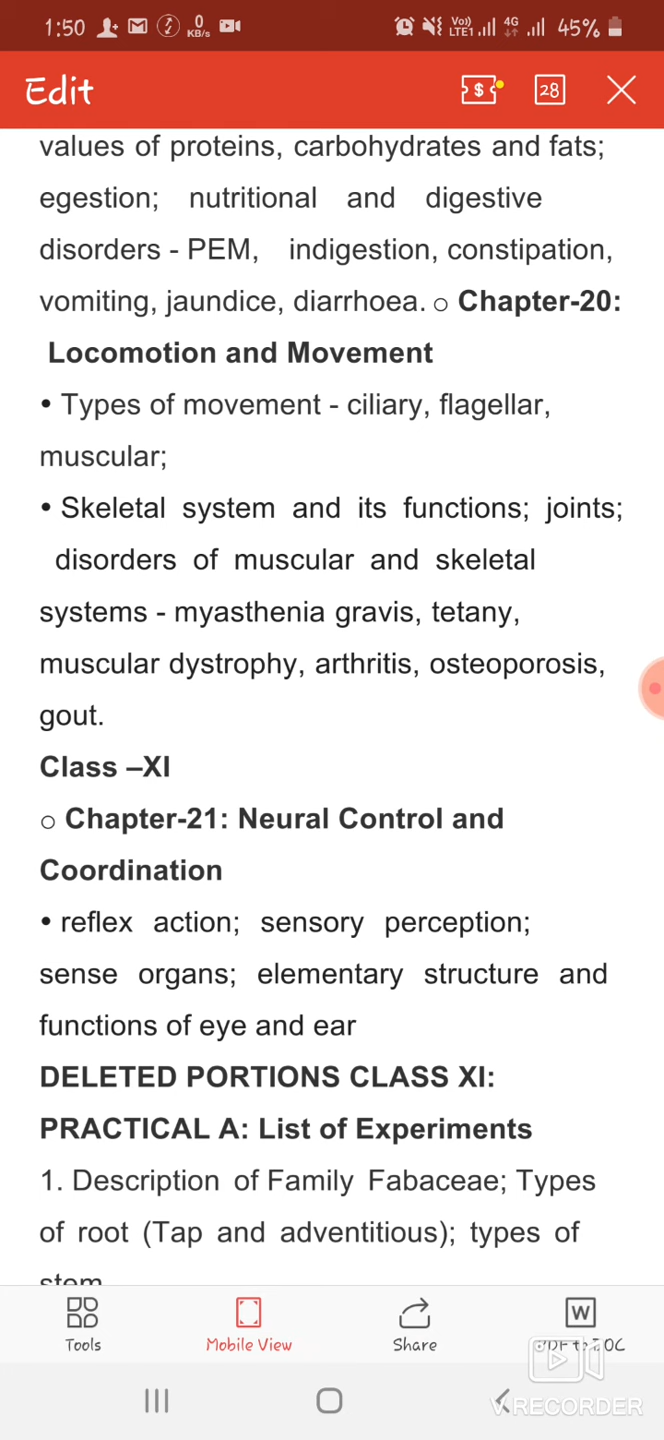 1:50 0 KB/s Vo)) LTE1 4G 45%
Edit $ 28
values of proteins, carbohydrates and fats;
egestion; nutritional and digestive
disorders - PEM, indigestion, constipation,
vomiting, jaundice, diarrhoea. o Chapter-20:
Locomotion and Movement
• Types of movement - ciliary, flagellar,
muscular;
• Skeletal system and its functions; joints;
disorders of muscular and skeletal
systems - myasthenia gravis, tetany,
muscular dystrophy, arthritis, osteoporosis,
gout.
Class –XI
o Chapter-21: Neural Control and
Coordination
• reflex action; sensory perception;
sense organs; elementary structure and
functions of eye and ear
DELETED PORTIONS CLASS XI:
PRACTICAL A: List of Experiments
1. Description of Family Fabaceae; Types
of root (Tap and adventitious); types of
stem
Tools Mobile View Share PDF to DOC
V.RECORDER